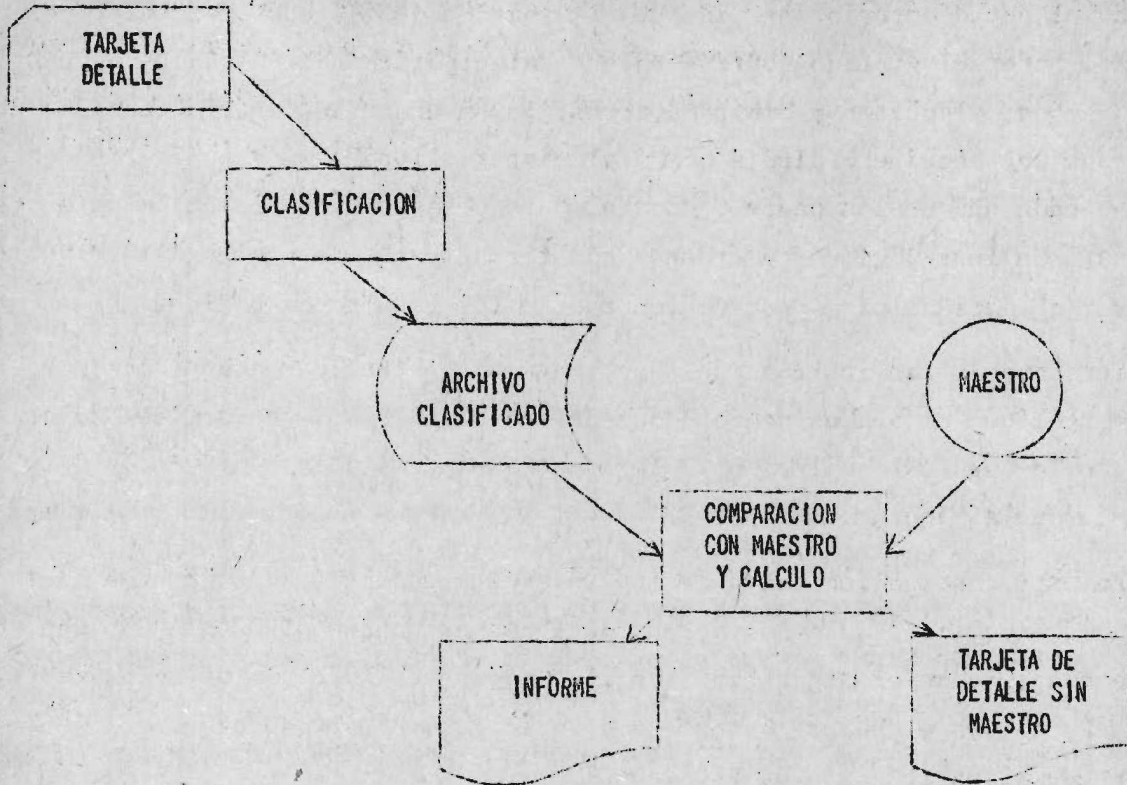 TARJETA
DETALLE
CLASIFICACION
ARCHIVO
CLASIFICADO
MAESTRO
COMPARACION
CON MAESTRO
Y CALCULO
INFORME
TARJETA DE
DETALLE SIN
MAESTRO